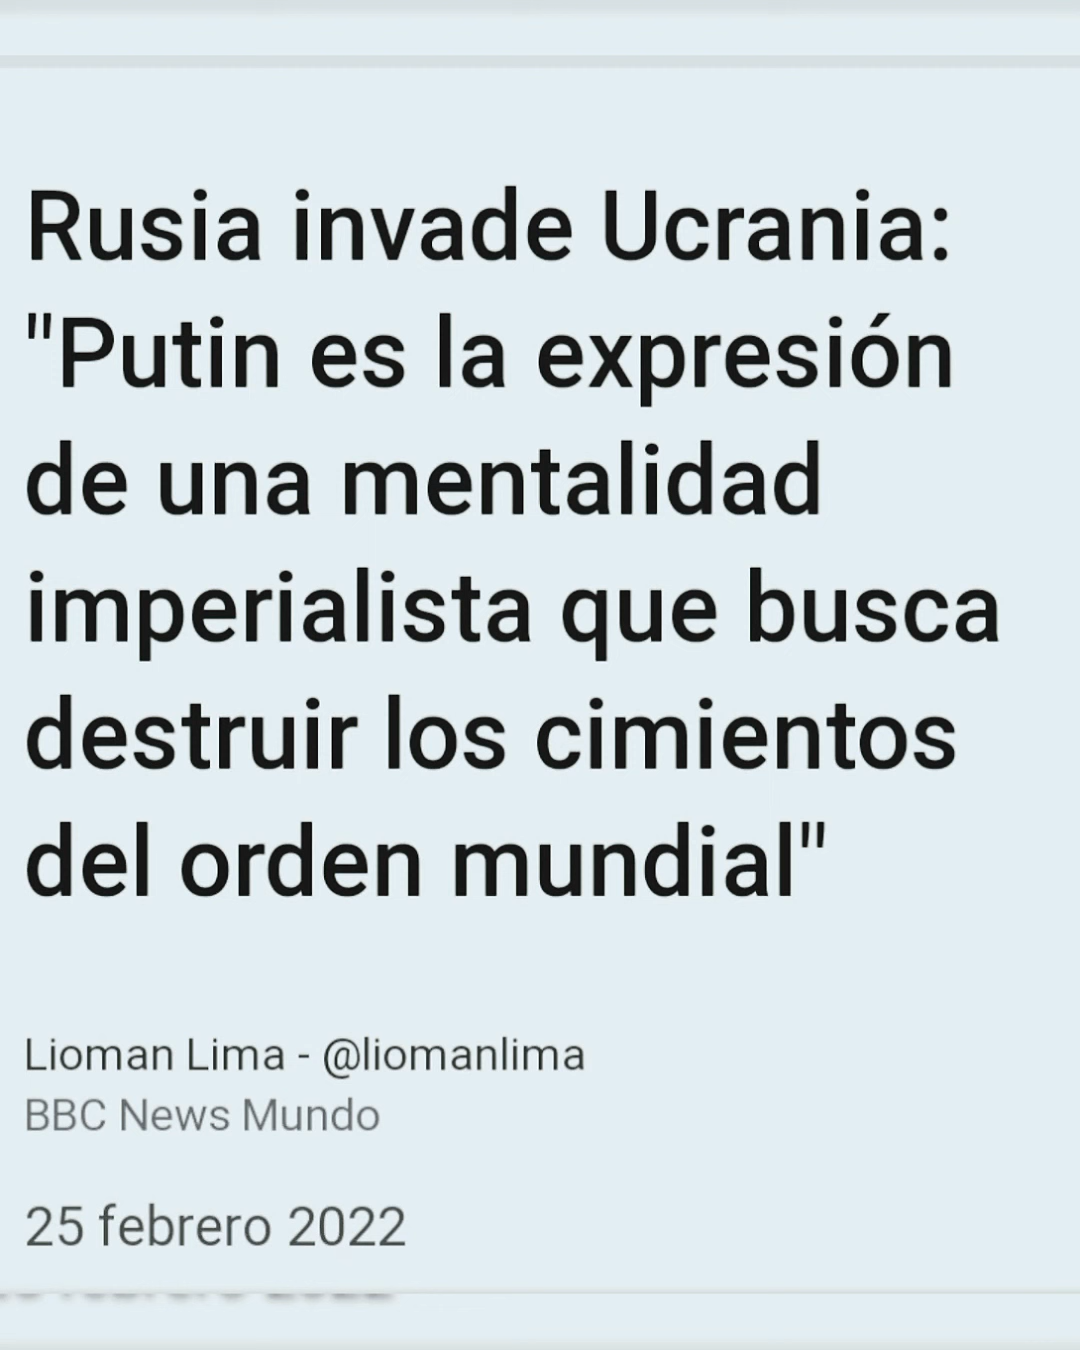 Rusia invade Ucrania:
"Putin es la expresión
de una mentalidad
imperialista que busca
destruir los cimientos
del orden mundial"
Lioman Lima - @liomanlima
BBC News Mundo
25 febrero 2022